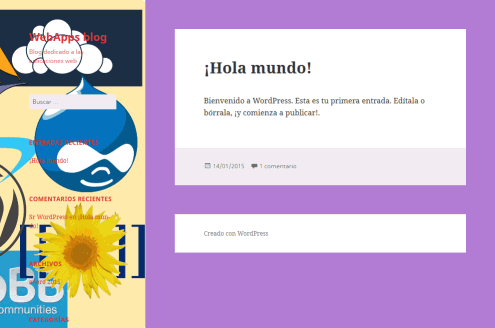 WebApps blog
Blog dedicado a las
aplicaciones web
Buscar …
ENTRADAS RECIENTES
¡Hola mundo!
COMENTARIOS RECIENTES
Sr WordPress en ¡Hola mun-
ARCHIVOS
enero 2015
CATEGORÍAS
communities
¡Hola mundo!
Bienvenido a WordPress. Esta es tu primera entrada. Edítala o
bórrala, ¡y comienza a publicar!.
14/01/2015 1 comentario
Creado con WordPress